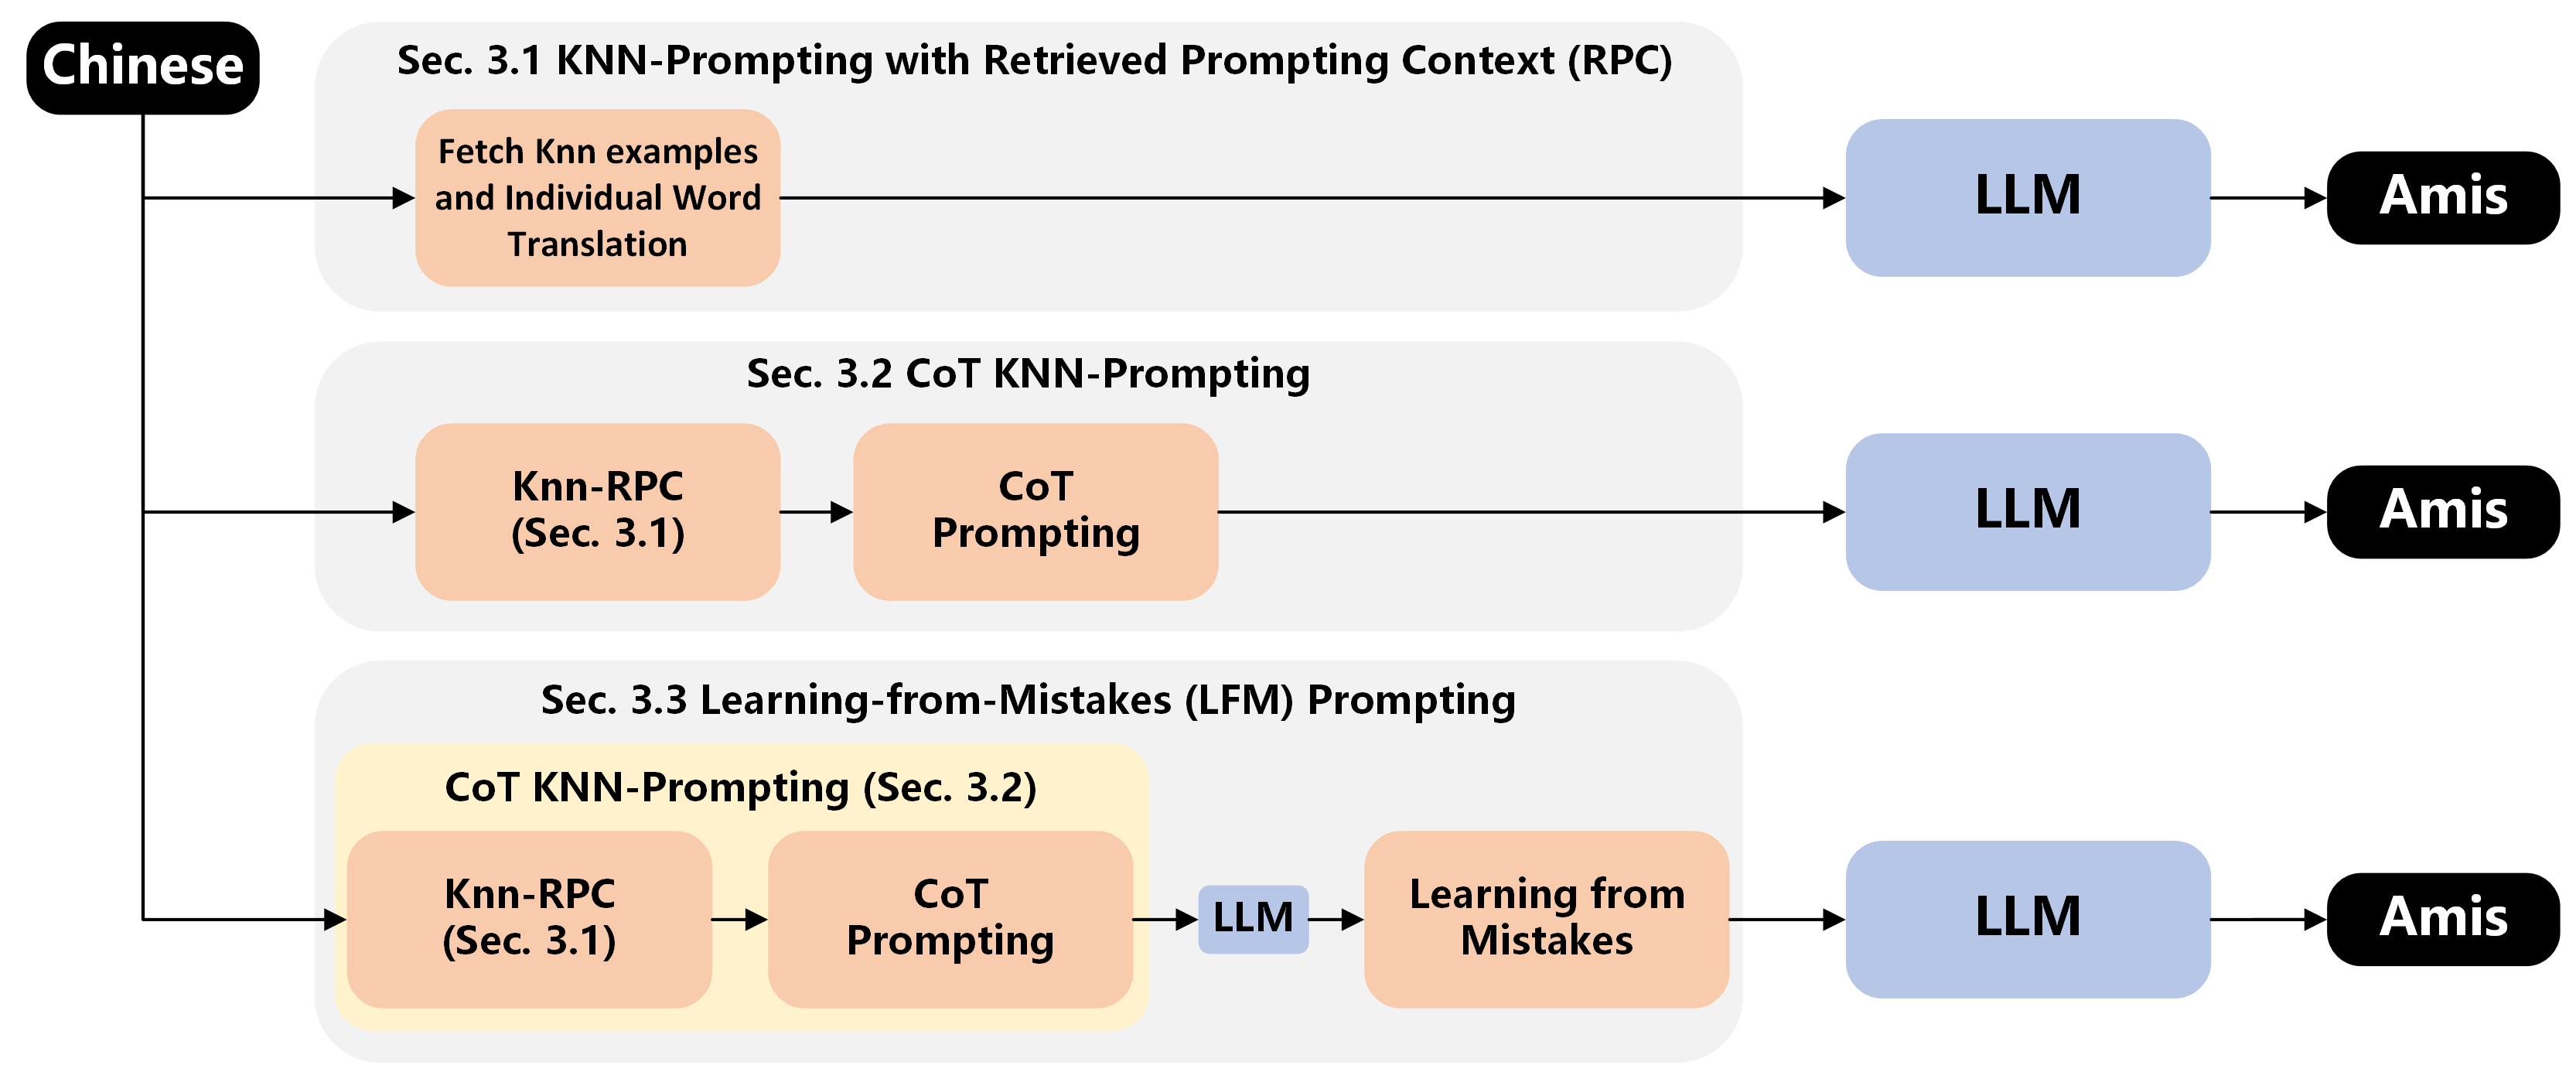 Chinese
Sec. 3.1 KNN-Prompting with Retrieved Prompting Context (RPC)
Fetch Knn examples
and Individual Word
Translation
LLM
Amis
Sec. 3.2 CoT KNN-Prompting
Knn-RPC
(Sec. 3.1)
CoT
Prompting
LLM
Amis
Sec. 3.3 Learning-from-Mistakes (LFM) Prompting
CoT KNN-Prompting (Sec. 3.2)
Knn-RPC
(Sec. 3.1)
CoT
Prompting
LLM
Learning from
Mistakes
LLM
Amis